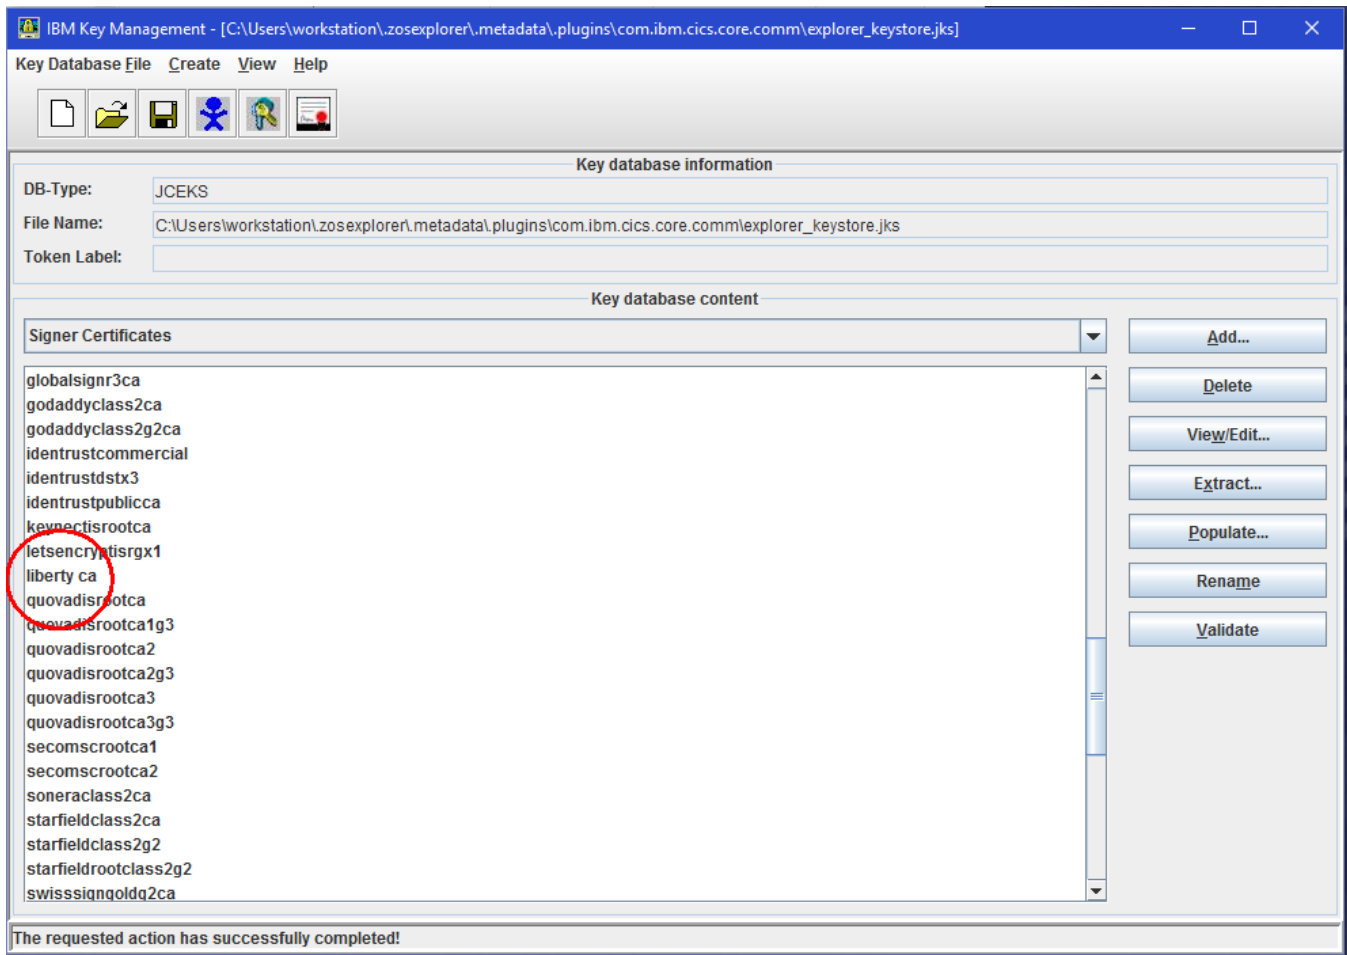 IBM Key Management - [C:\Users\workstation\.zosexplorer\.metadata\.plugins\com.ibm.cics.core.comm\explorer_keystore.jks]
Key Database File Create View Help
Key database information
DB-Type: JCEKS
File Name: C:\Users\workstation\.zosexplorer\.metadata\.plugins\com.ibm.cics.core.comm\explorer_keystore.jks
Token Label:
Key database content
Signer Certificates
Add...
globalsignr3ca
Delete
godaddyclass2ca
godaddyclass2g2ca
View/Edit...
identrustcommercial
identrustdstx3
Extract...
identrustpublicca
keynectisrootca
Populate...
letsencryptisrgx1
liberty ca
Rename
quovadisrootca
quovadisrootca1g3
Validate
quovadisrootca2
quovadisrootca2g3
quovadisrootca3
quovadisrootca3g3
secomscrootca1
secomscrootca2
soneraclass2ca
starfieldclass2ca
starfieldclass2g2
starfieldrootclass2g2
swisssigngoldg2ca
The requested action has successfully completed!